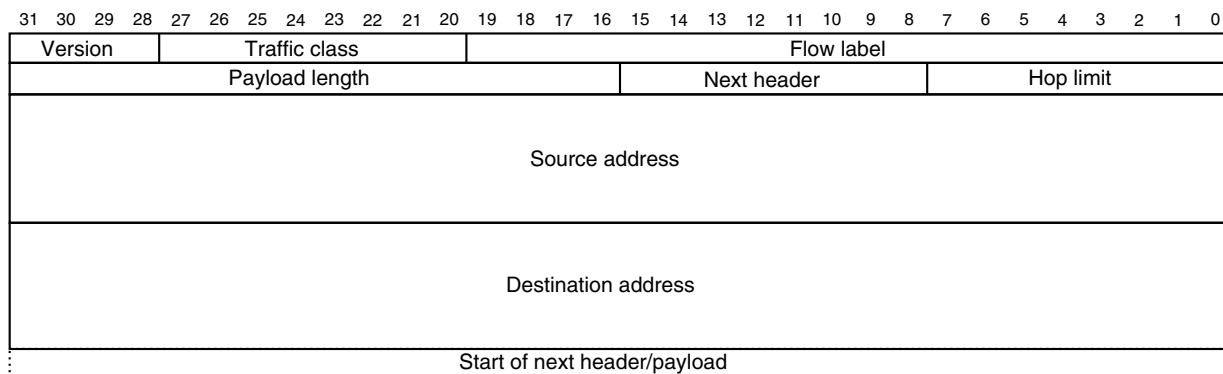 31 30 29 28 27 26 25 24 23 22 21 20 19 18 17 16 15 14 13 12 11 10 9 8 7 6 5 4 3 2 1 0
Version Traffic class Flow label
Payload length Next header Hop limit
Source address
Destination address
Start of next header/payload